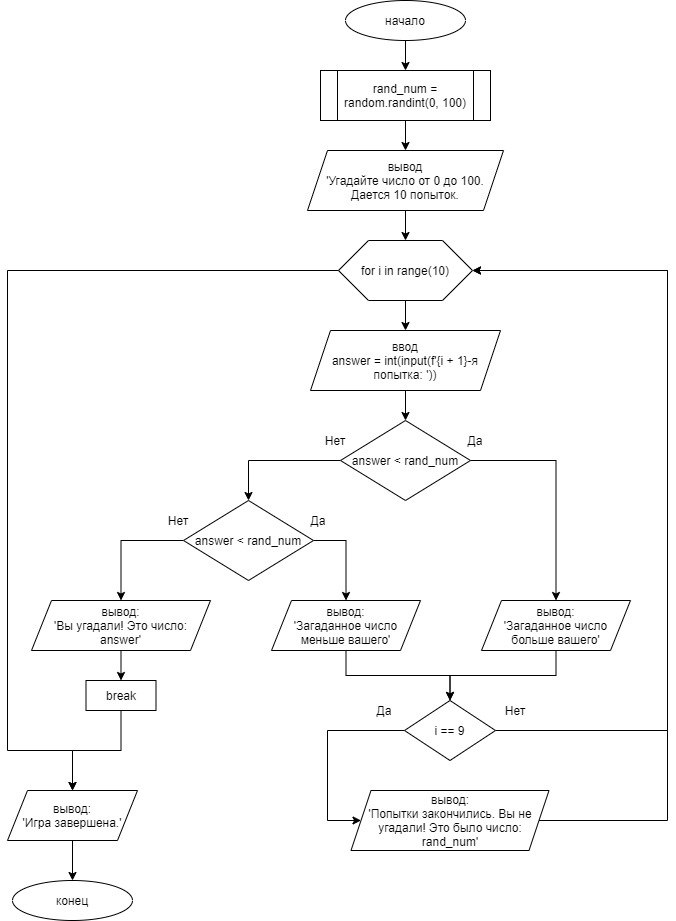 начало
rand_num =
random.randint(0, 100)
вывод
'Угадайте число от 0 до 100.
Дается 10 попыток.
for i in range(10)
ввод
answer = int(input(f'{i + 1}-я
попытка: '))
Нет
Да
answer < rand_num
Нет
Да
answer < rand_num
вывод:
'Вы угадали! Это число:
answer'
вывод:
'Загаданное число
меньше вашего'
вывод:
'Загаданное число
больше вашего'
break
Да
Нет
i == 9
вывод:
'Игра завершена.'
вывод:
'Попытки закончились. Вы не
угадали! Это было число:
rand_num'
конец